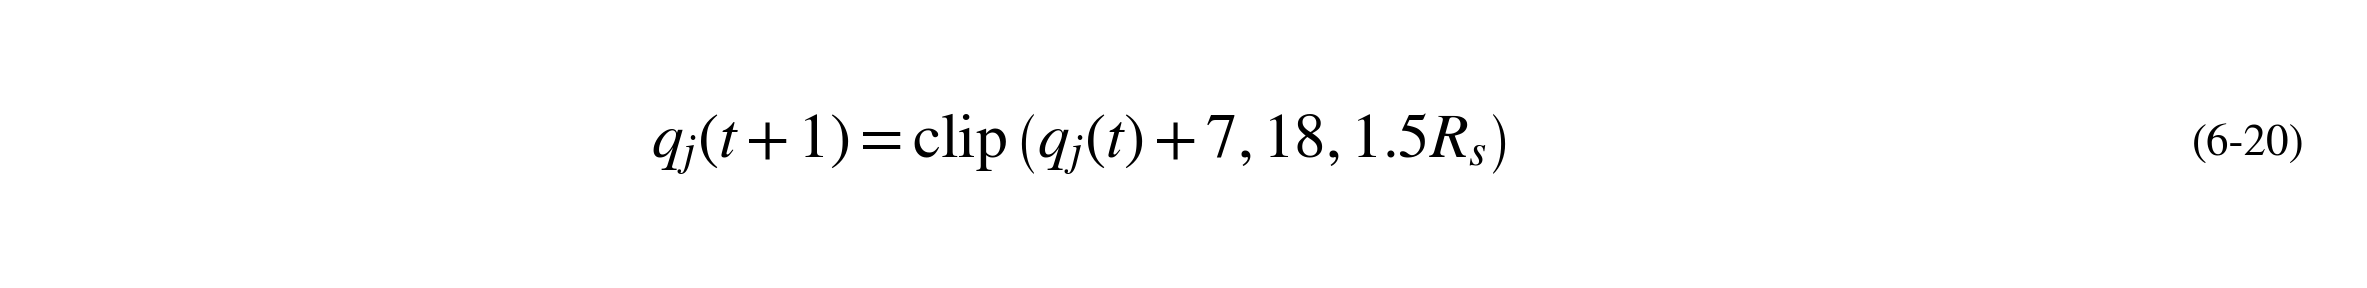 q_j(t + 1) = clip (q_j(t) + 7, 18, 1.5R_s) (6-20)